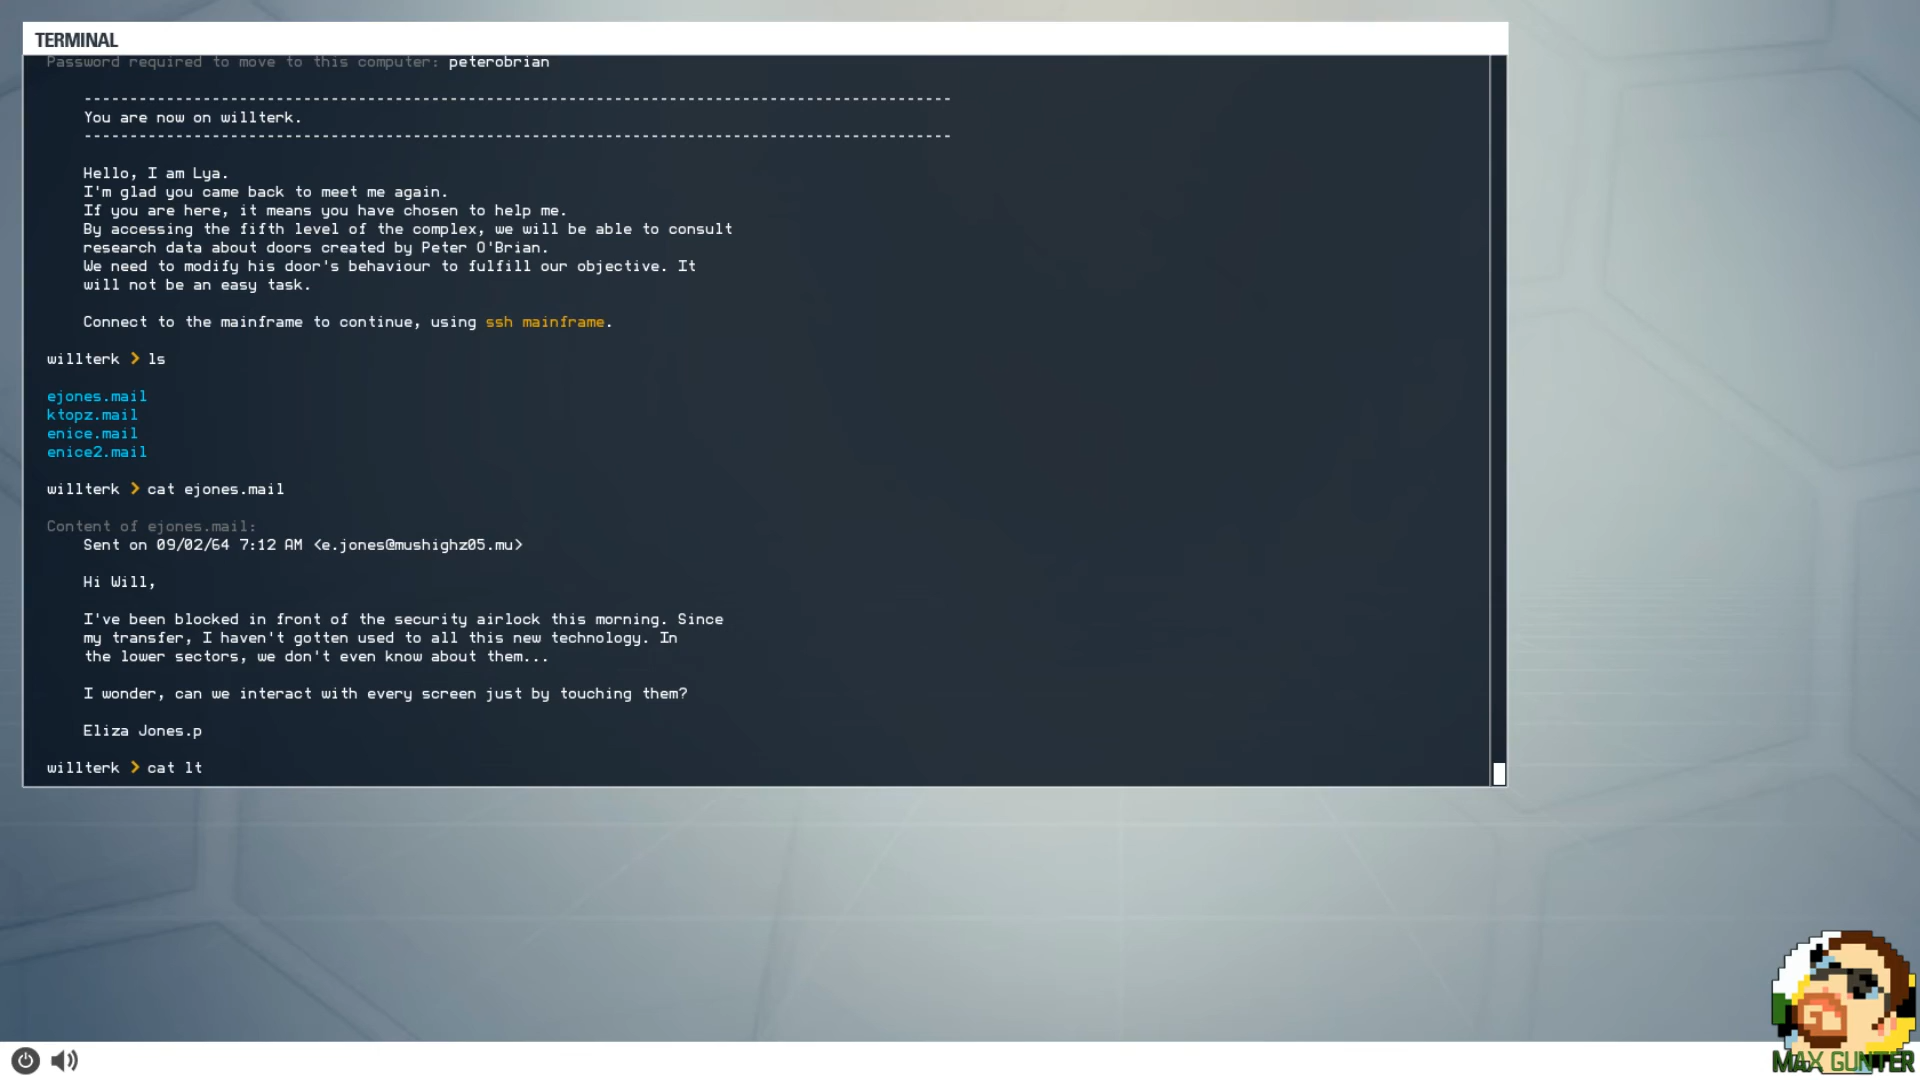 TERMINAL
Password required to move to this computer: peterobrian
--------------------------------------------------------------------------------------------------
You are now on willterk.
--------------------------------------------------------------------------------------------------
Hello, I am Lya.
I'm glad you came back to meet me again.
If you are here, it means you have chosen to help me.
By accessing the fifth level of the complex, we will be able to consult
research data about doors created by Peter O'Brian.
We need to modify his door's behaviour to fulfill our objective. It
will not be an easy task.
Connect to the mainframe to continue, using ssh mainframe.
willterk > ls
ejones.mail
ktopz.mail
enice.mail
enice2.mail
willterk > cat ejones.mail
Content of ejones.mail:
Sent on 09/02/64 7:12 AM <e.jones@mushighz05.mu>
Hi Will,
I've been blocked in front of the security airlock this morning. Since
my transfer, I haven't gotten used to all this new technology. In
the lower sectors, we don't even know about them...
I wonder, can we interact with every screen just by touching them?
Eliza Jones.p
willterk > cat lt
MAX GUNTER